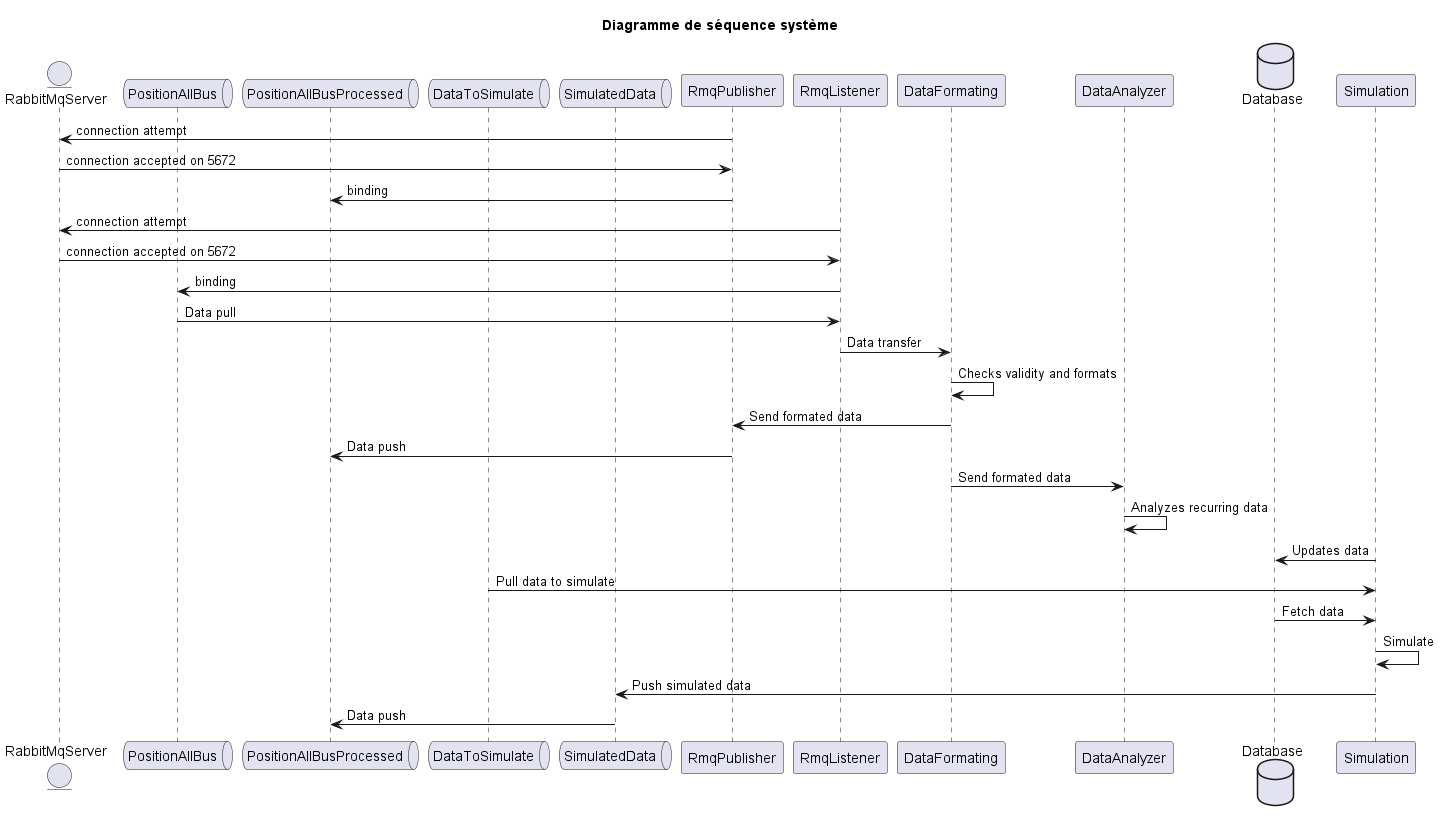 Diagramme de séquence système
RabbitMqServer
PositionAllBus
PositionAllBusProcessed
DataToSimulate
SimulatedData
RmqPublisher
RmqListener
DataFormating
DataAnalyzer
Database
Simulation
connection attempt
connection accepted on 5672
binding
connection attempt
connection accepted on 5672
binding
Data pull
Data transfer
Checks validity and formats
Send formated data
Data push
Send formated data
Analyzes recurring data
Updates data
Pull data to simulate
Fetch data
Simulate
Push simulated data
Data push
RabbitMqServer
PositionAllBus
PositionAllBusProcessed
DataToSimulate
SimulatedData
RmqPublisher
RmqListener
DataFormating
DataAnalyzer
Database
Simulation